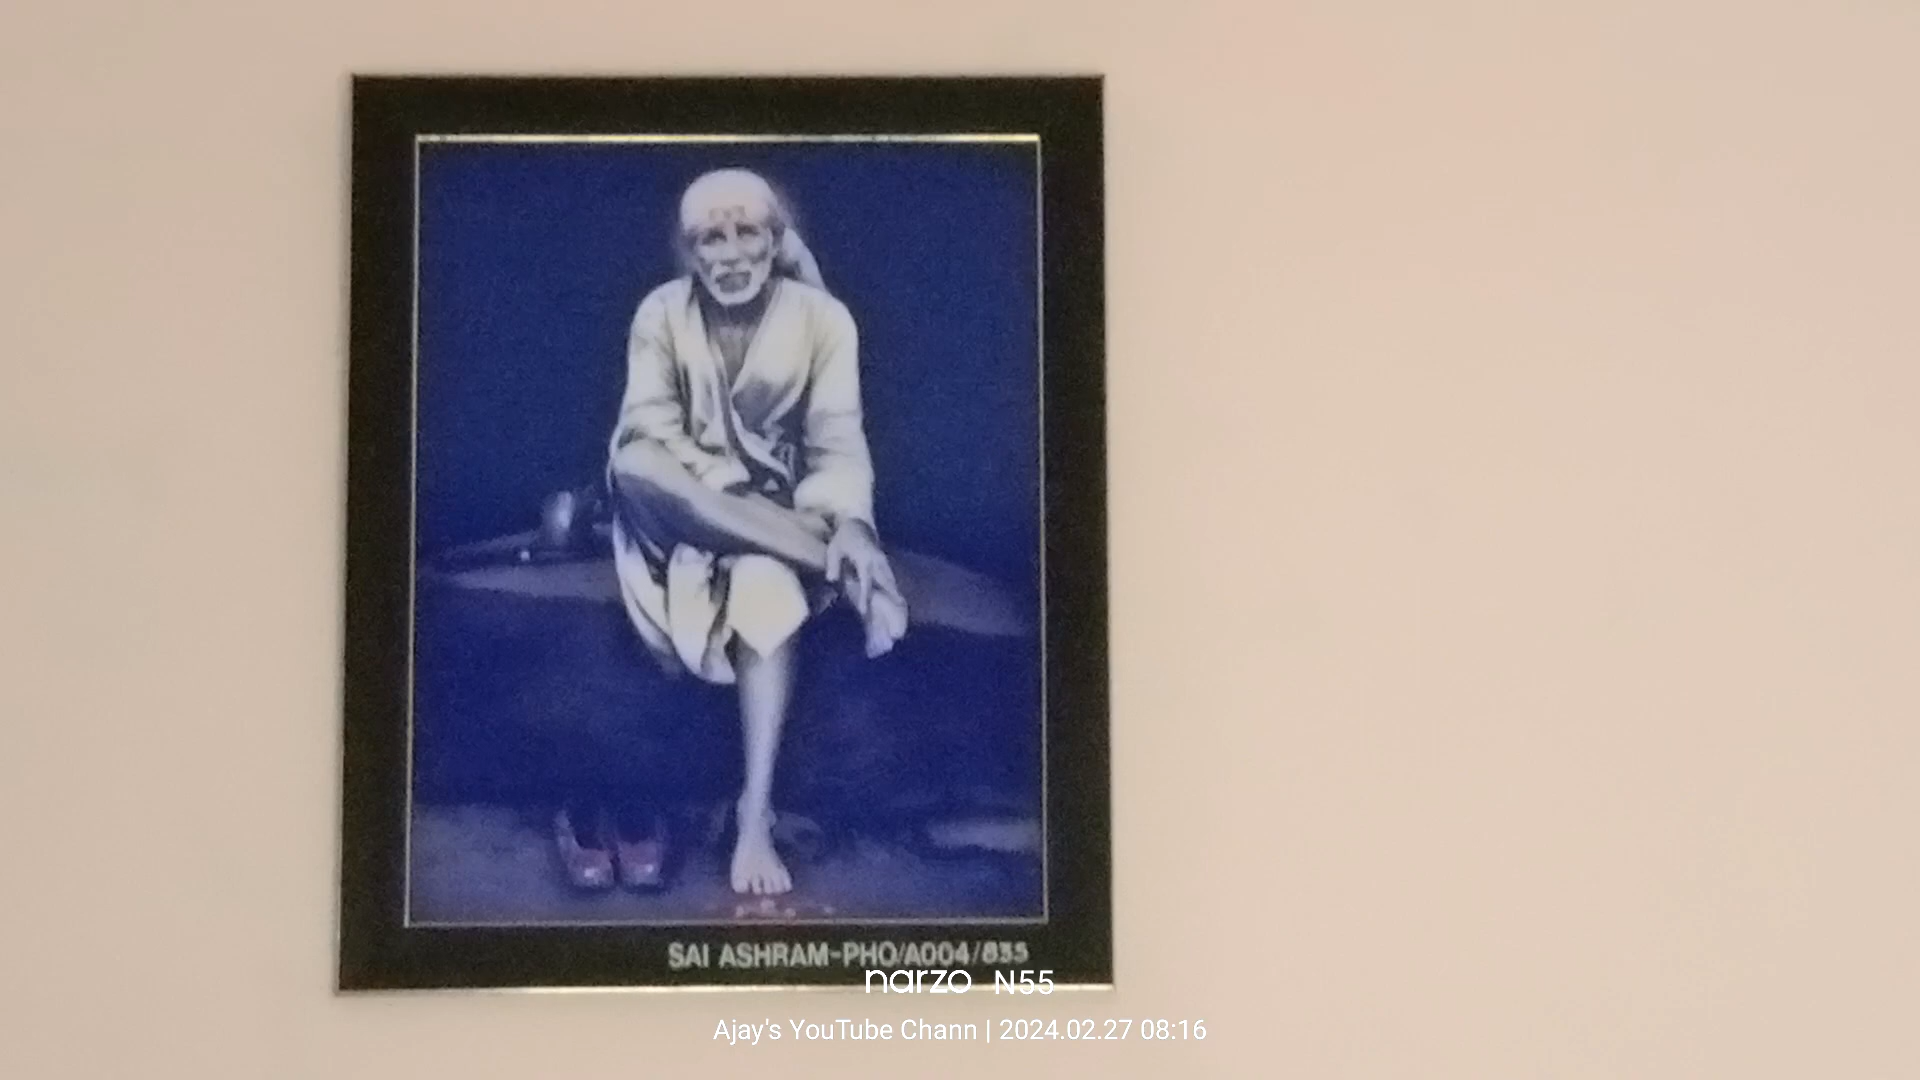 SAI ASHRAM-PHO/A004/835
narzo N55
Ajay's YouTube Chann | 2024.02.27 08:16